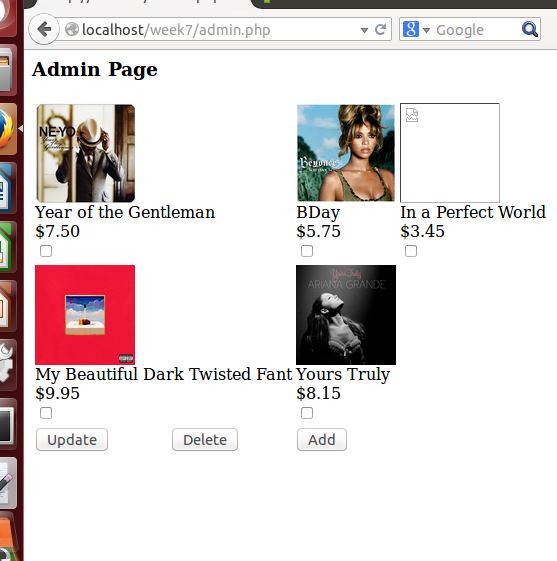 localhost/week7/admin.php
Google
Admin Page
NE-YO
Year of the Gentleman
$7.50
Beyoncé
BDay
$5.75
In a Perfect World
$3.45
My Beautiful Dark Twisted Fant
$9.95
Yours Truly
ARIANA GRANDE
Yours Truly
$8.15
Update
Delete
Add